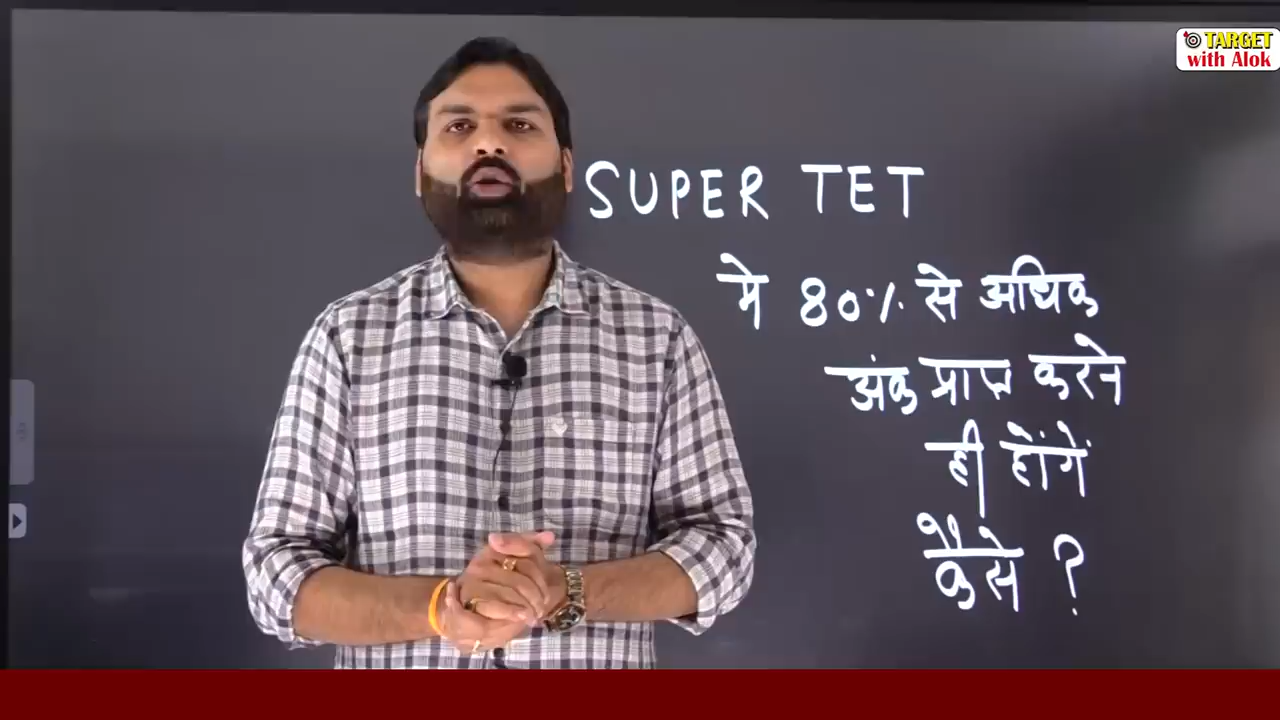 TARGET
with Alok
SUPER TET
मे 80% से अधिक
अंक प्राप्त करने
ही होंगें
कैसे ?